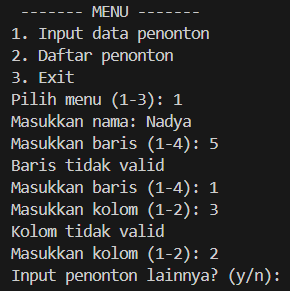 ------- MENU -------
1. Input data penonton
2. Daftar penonton
3. Exit
Pilih menu (1-3): 1
Masukkan nama: Nadya
Masukkan baris (1-4): 5
Baris tidak valid
Masukkan baris (1-4): 1
Masukkan kolom (1-2): 3
Kolom tidak valid
Masukkan kolom (1-2): 2
Input penonton lainnya? (y/n):